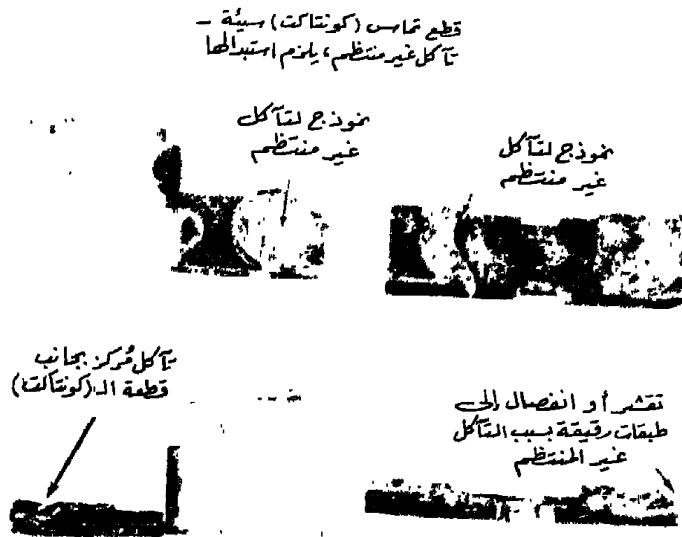 قطع تماس (كونتاكت) سيئة –
تآكل غير منتظم، يلزم استبدالها
نموذج لتآكل
غير منتظم
نموذج لتآكل
غير منتظم
تآكل مُركز بجانب
قطعة الـ (كونتاكت)
تقشر أو انفصال إلى
طبقات رقيقة بسبب التآكل
غير المنتظم